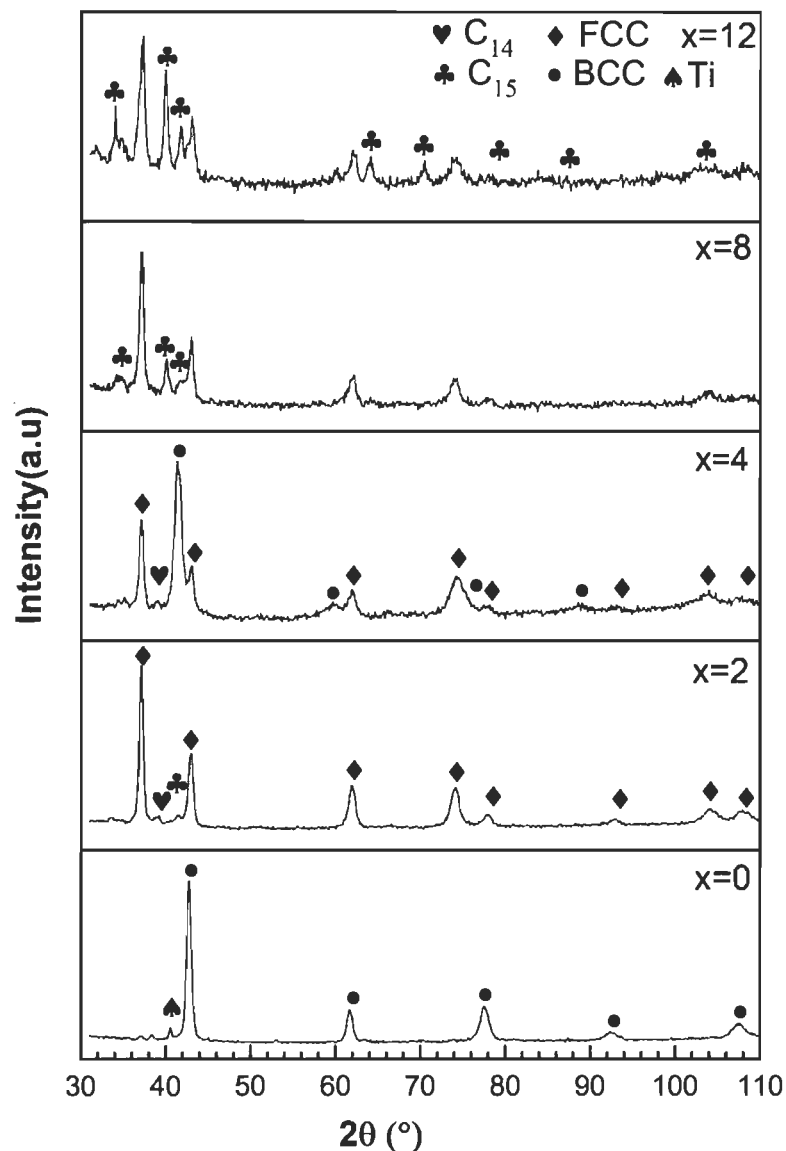 ♥ C₁₄ ◆ FCC x=12
♣ C₁₅ ● BCC ♠ Ti
x=8
x=4
x=2
x=0
Intensity(a.u)
30 40 50 60 70 80 90 100 110
2θ (°)